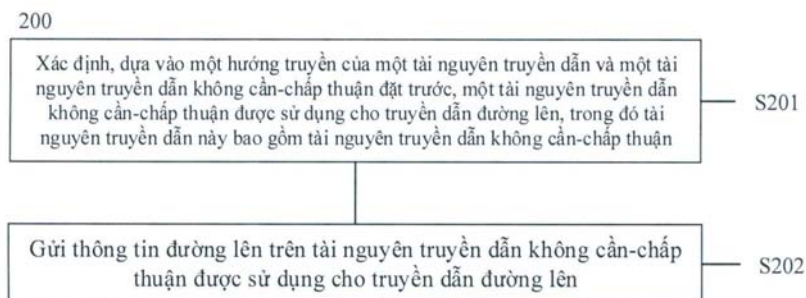 200
Xác định, dựa vào một hướng truyền của một tài nguyên truyền dẫn và một tài
nguyên truyền dẫn không cần-chấp thuận đặt trước, một tài nguyên truyền dẫn
không cần-chấp thuận được sử dụng cho truyền dẫn đường lên, trong đó tài
nguyên truyền dẫn này bao gồm tài nguyên truyền dẫn không cần-chấp thuận
S201
Gửi thông tin đường lên trên tài nguyên truyền dẫn không cần-chấp
thuận được sử dụng cho truyền dẫn đường lên
S202